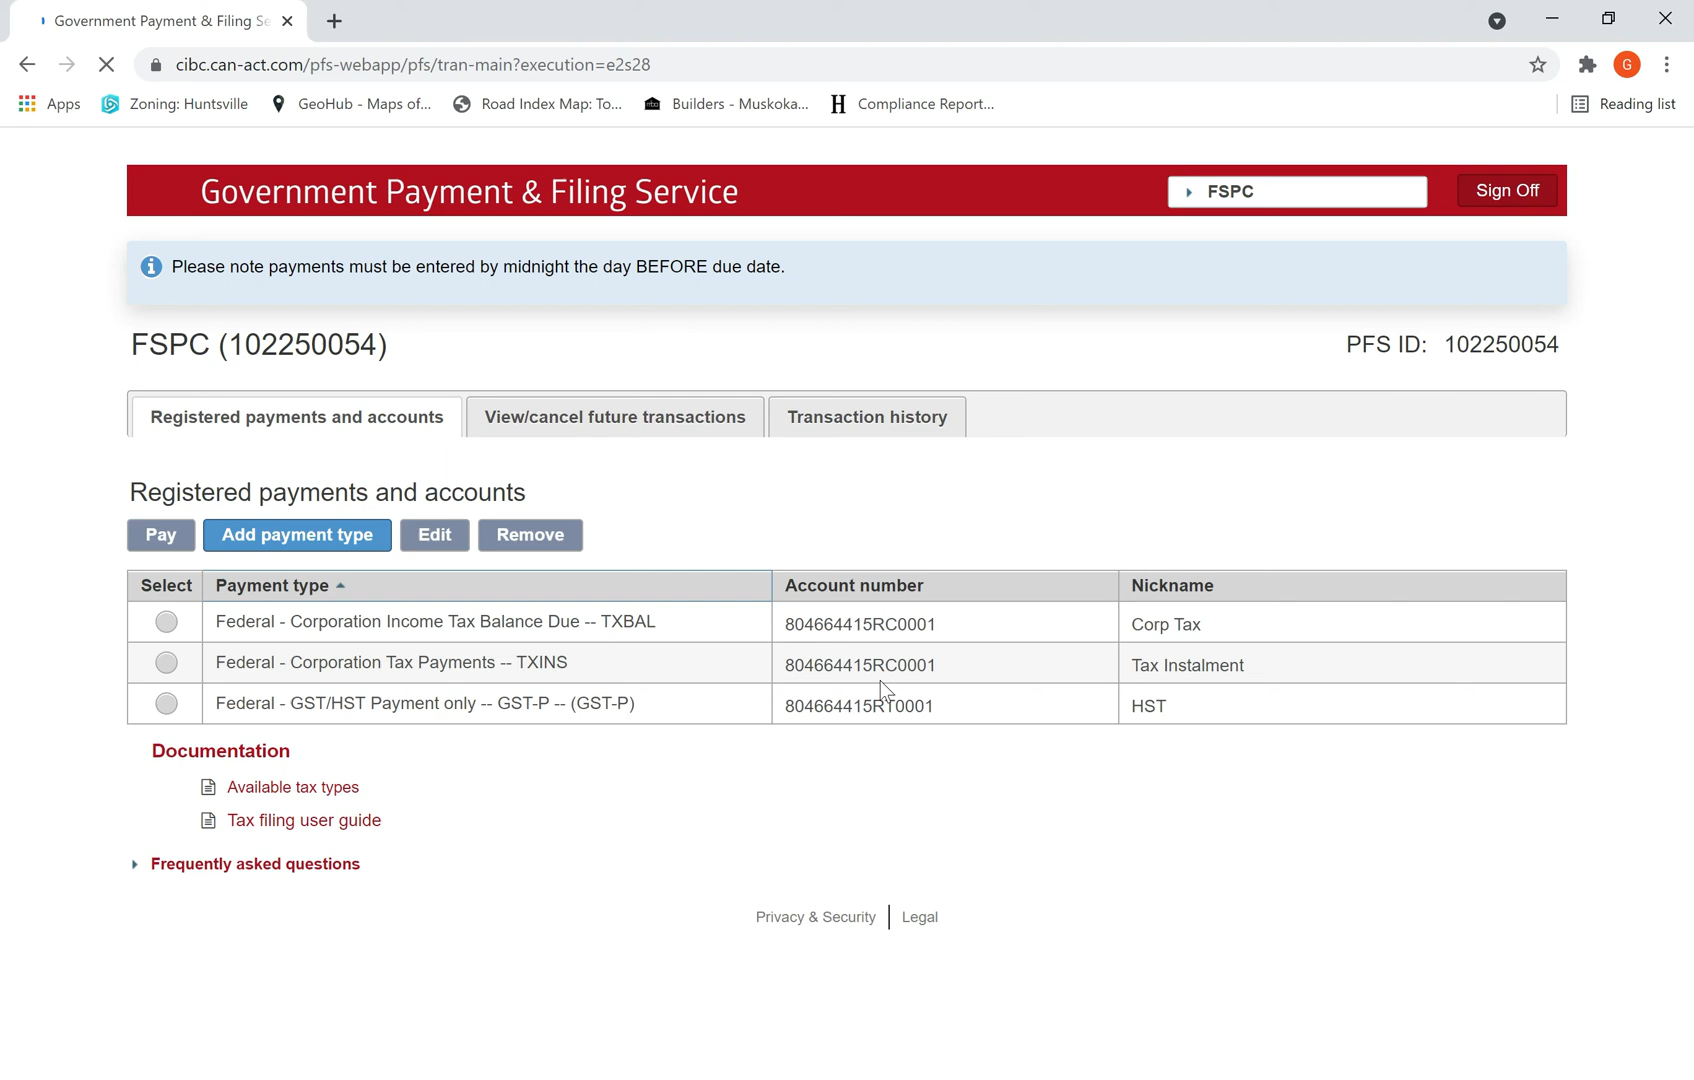 Government Payment & Filing Se
cibc.can-act.com/pfs-webapp/pfs/tran-main?execution=e2s28
G
Apps
Zoning: Huntsville
GeoHub - Maps of...
Road Index Map: To...
Builders - Muskoka...
H Compliance Report...
Reading list
Government Payment & Filing Service
FSPC
Sign Off
Please note payments must be entered by midnight the day BEFORE due date.
FSPC (102250054)
PFS ID: 102250054
Registered payments and accounts
View/cancel future transactions
Transaction history
Registered payments and accounts
Pay
Add payment type
Edit
Remove
Select Payment type Account number Nickname
Federal - Corporation Income Tax Balance Due -- TXBAL 804664415RC0001 Corp Tax
Federal - Corporation Tax Payments -- TXINS 804664415RC0001 Tax Instalment
Federal - GST/HST Payment only -- GST-P -- (GST-P) 804664415RT0001 HST
Documentation
Available tax types
Tax filing user guide
Frequently asked questions
Privacy & Security
Legal